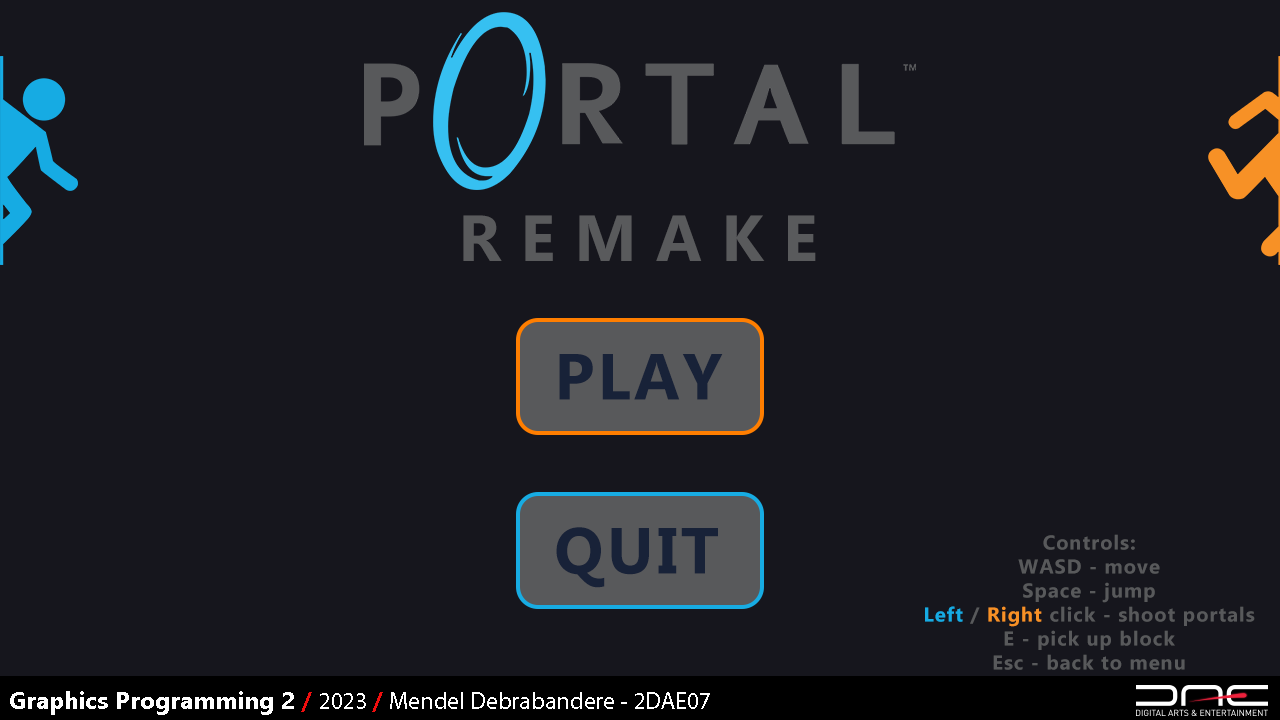 PORTAL™
REMAKE
PLAY
QUIT
Controls:
WASD - move
Space - jump
Left / Right click - shoot portals
E - pick up block
Esc - back to menu
Graphics Programming 2 / 2023 / Mendel Debrabandere - 2DAE07
DAE
DIGITAL ARTS & ENTERTAINMENT